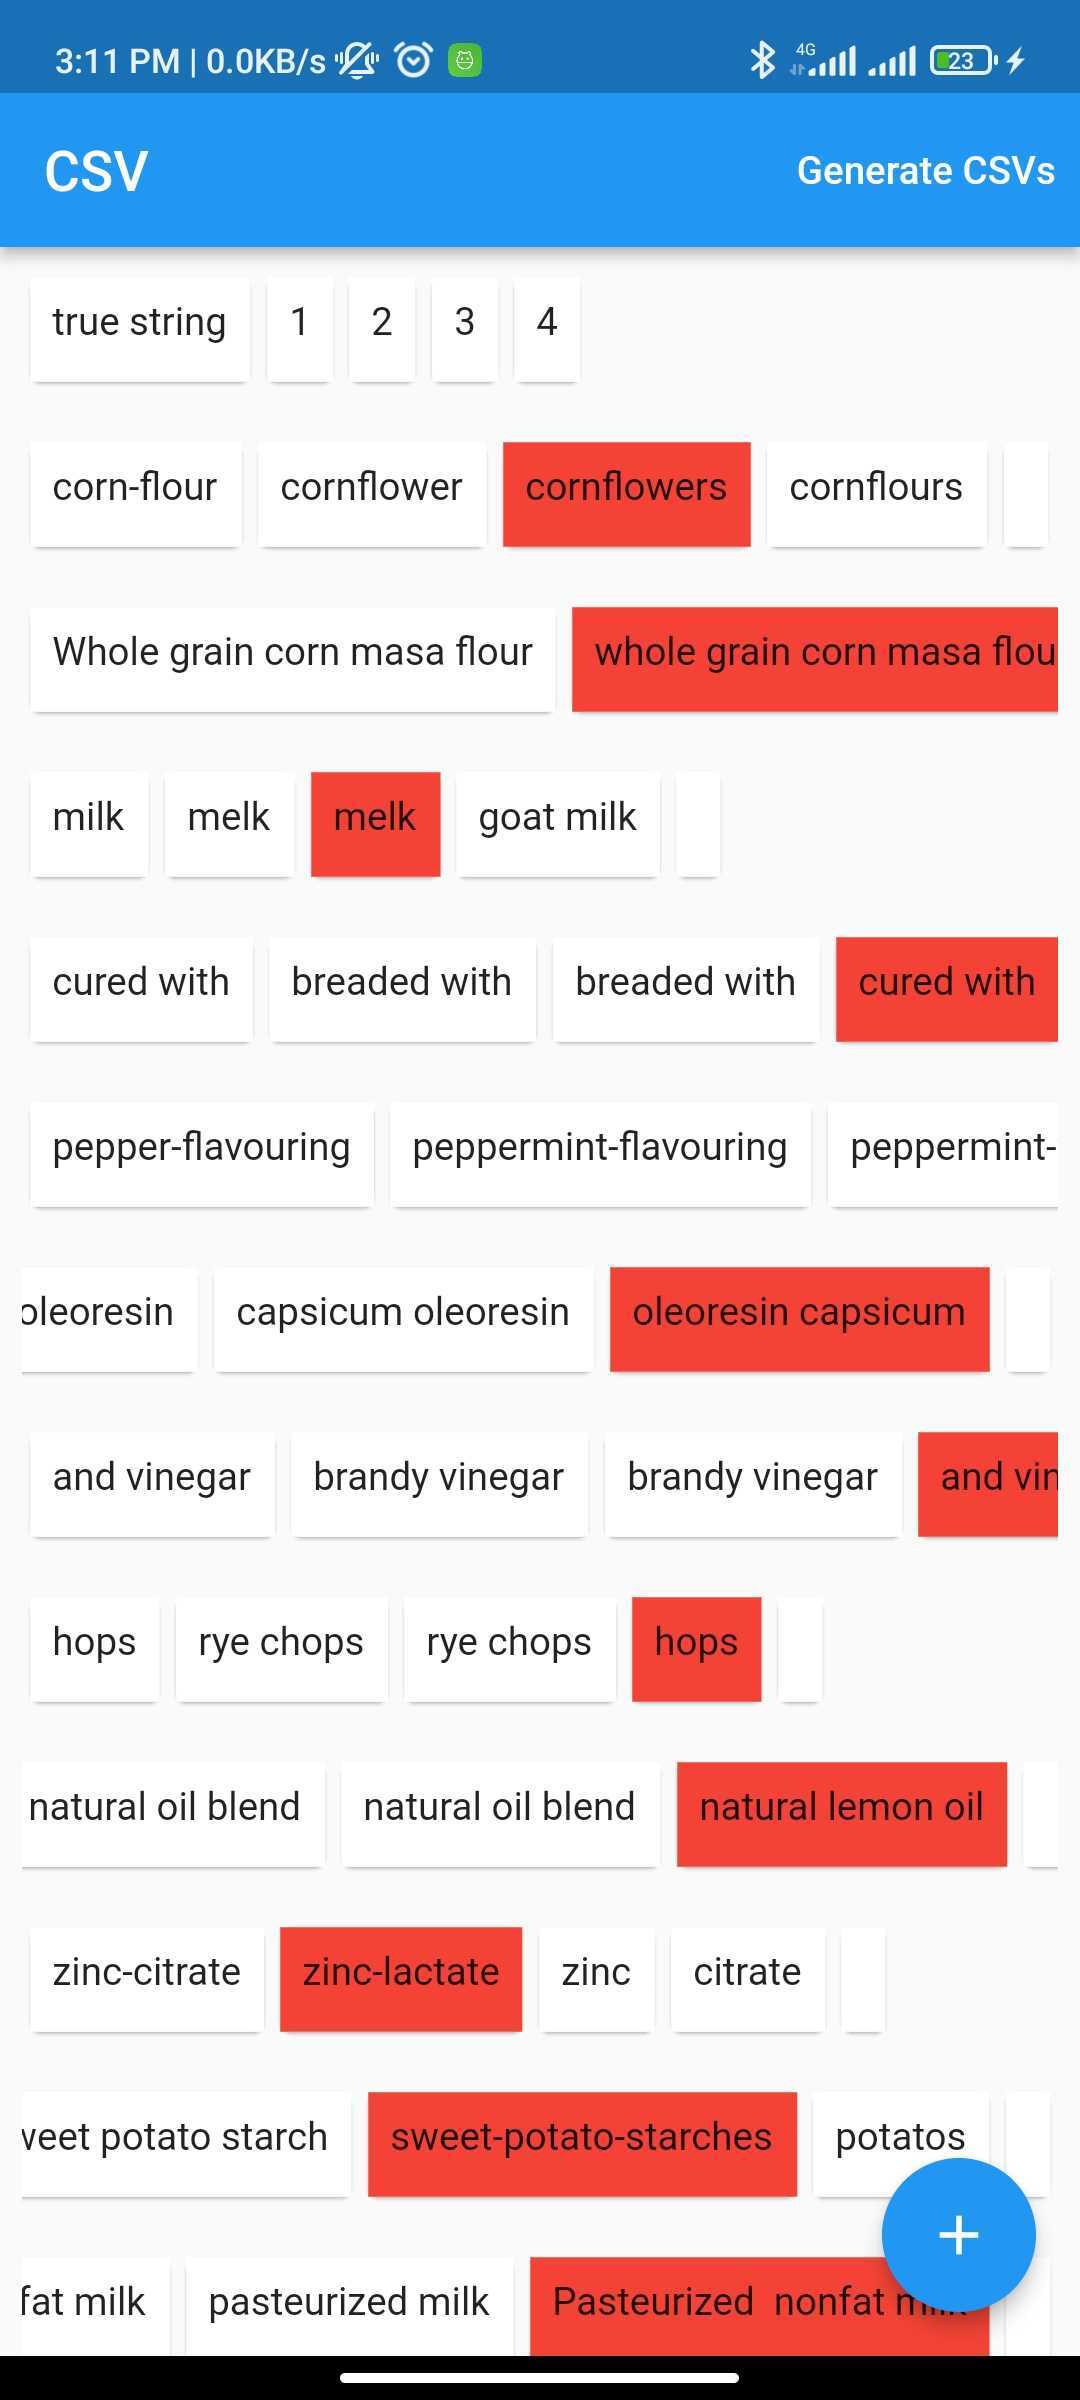 3:11 PM | 0.0KB/s 4G 23
CSV Generate CSVs
true string 1 2 3 4
corn-flour cornflower cornflowers cornflours
Whole grain corn masa flour whole grain corn masa flou
milk melk melk goat milk
cured with breaded with breaded with cured with
pepper-flavouring peppermint-flavouring peppermint-
oleoresin capsicum oleoresin oleoresin capsicum
and vinegar brandy vinegar brandy vinegar and vin
hops rye chops rye chops hops
natural oil blend natural oil blend natural lemon oil
zinc-citrate zinc-lactate zinc citrate
weet potato starch sweet-potato-starches potatos
fat milk pasteurized milk Pasteurized  nonfat milk